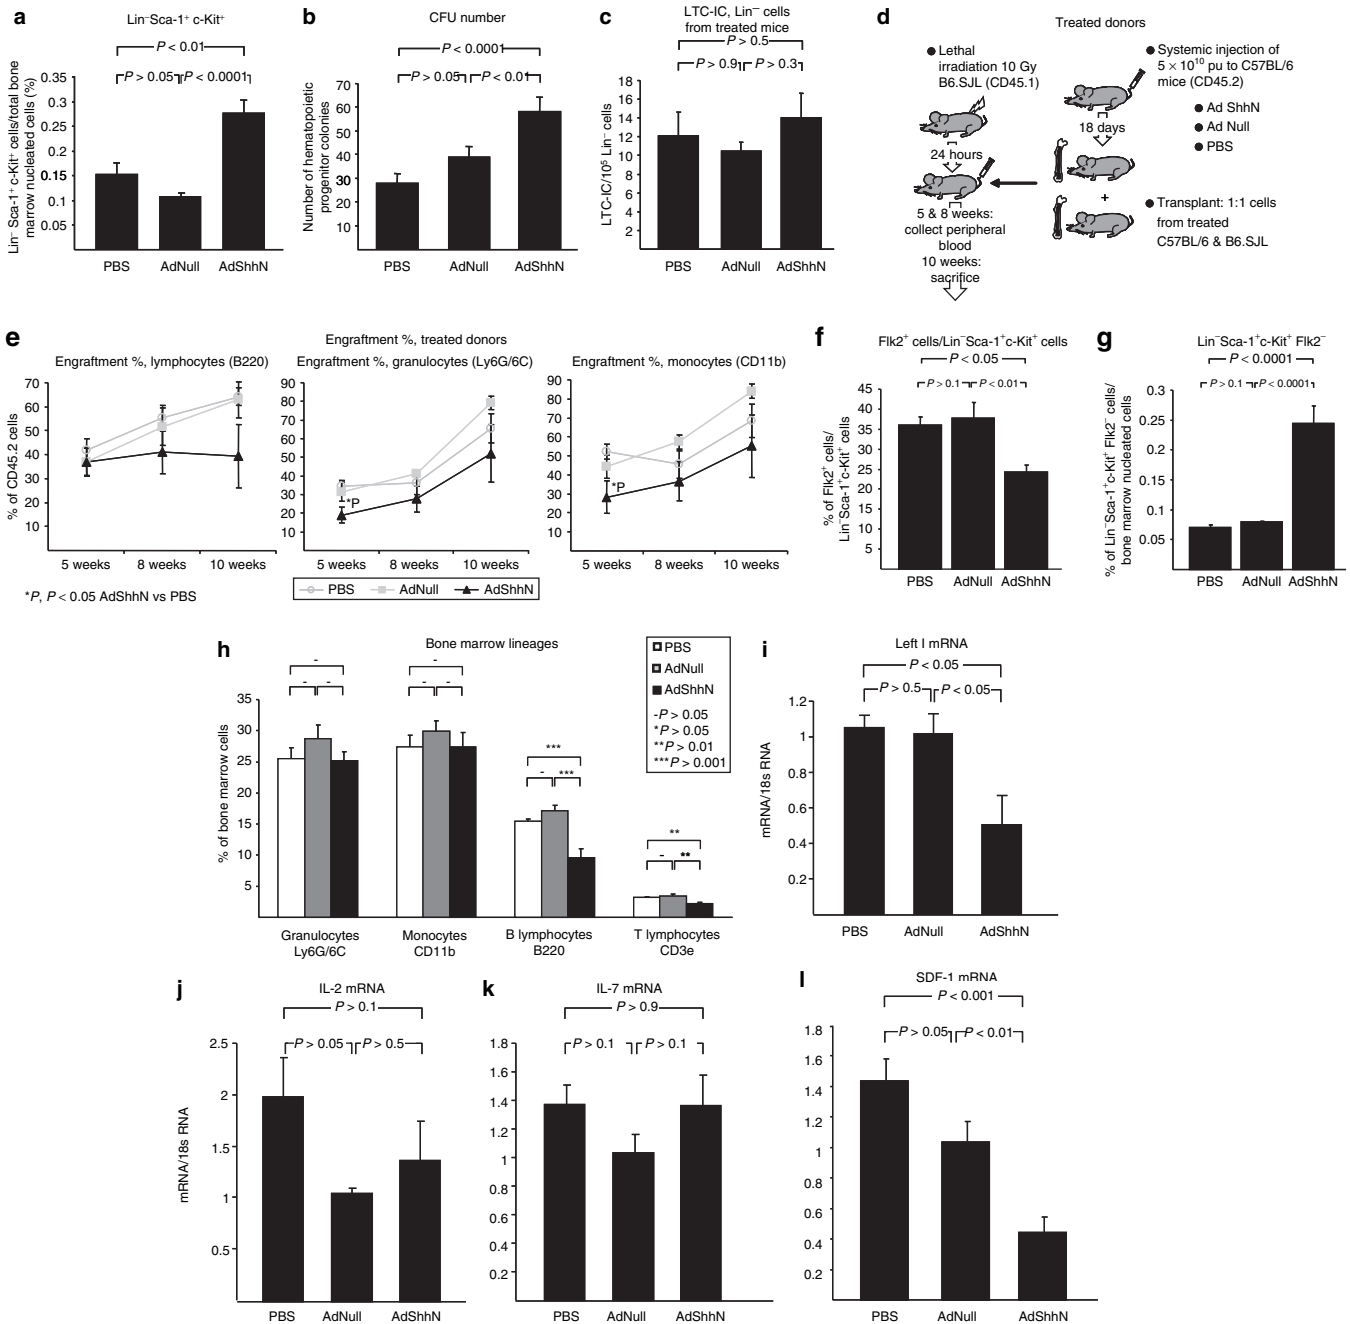 a
Lin⁻Sca-1⁺ c-Kit⁺
P < 0.01
P > 0.05 P < 0.0001
Lin⁻ Sca-1⁺ c-Kit⁺ cells/total bone
marrow nucleated cells (%)
0.35
0.3
0.25
0.2
0.15
0.1
0.05
PBS AdNull AdShhN
b
CFU number
P < 0.0001
P > 0.05 P < 0.01
Number of hematopoietic
progenitor colonies
70
60
50
40
30
20
10
PBS AdNull AdShhN
c
LTC-IC, Lin⁻ cells
from treated mice
P > 0.5
P > 0.9 P > 0.3
LTC-IC/10⁵ Lin⁻ cells
18
16
14
12
10
8
6
4
2
PBS AdNull AdShhN
d
Treated donors
● Lethal
irradiation 10 Gy
B6.SJL (CD45.1)
24 hours
5 & 8 weeks:
collect peripheral
blood
10 weeks:
sacrifice
● Systemic injection of
5 × 10¹⁰ pu to C57BL/6
mice (CD45.2)
● Ad ShhN
● Ad Null
● PBS
18 days
+
● Transplant: 1:1 cells
from treated
C57BL/6 & B6.SJL
e
Engraftment %, treated donors
Engraftment %, lymphocytes (B220)
% of CD45.2 cells
70
60
50
40
30
20
10
5 weeks 8 weeks 10 weeks
Engraftment %, granulocytes (Ly6G/6C)
90
80
70
60
50
40
30
20
10
*P
5 weeks 8 weeks 10 weeks
Engraftment %, monocytes (CD11b)
90
80
70
60
50
40
30
20
10
*P
5 weeks 8 weeks 10 weeks
PBS AdNull AdShhN
*P, P < 0.05 AdShhN vs PBS
f
Flk2⁺ cells/Lin⁻Sca-1⁺c-Kit⁺ cells
P < 0.05
P > 0.1 P < 0.01
% of Flk2⁺ cells/
Lin⁻Sca-1⁺c-Kit⁺ cells
45
40
35
30
25
20
15
10
5
PBS AdNull AdShhN
g
Lin⁻Sca-1⁺c-Kit⁺ Flk2⁻
P < 0.0001
P > 0.1 P < 0.0001
% of Lin⁻Sca-1⁺c-Kit⁺ Flk2⁻ cells/
bone marrow nucleated cells
0.3
0.25
0.2
0.15
0.1
0.05
PBS AdNull AdShhN
h
Bone marrow lineages
PBS
AdNull
AdShhN
-P > 0.05
*P > 0.05
**P > 0.01
***P > 0.001
-
- -
-
- -
***
- ***
**
- **
% of bone marrow cells
35
30
25
20
15
10
5
Granulocytes Monocytes B lymphocytes T lymphocytes
Ly6G/6C CD11b B220 CD3e
i
Left I mRNA
P < 0.05
P > 0.5 P < 0.05
mRNA/18s RNA
1.2
1
0.8
0.6
0.4
0.2
PBS AdNull AdShhN
j
IL-2 mRNA
P > 0.1
P > 0.05 P > 0.5
mRNA/18s RNA
2.5
2
1.5
1
0.5
PBS AdNull AdShhN
k
IL-7 mRNA
P > 0.9
P > 0.1 P > 0.1
1.8
1.6
1.4
1.2
1
0.8
0.6
0.4
0.2
PBS AdNull AdShhN
l
SDF-1 mRNA
P < 0.001
P > 0.05 P < 0.01
1.8
1.6
1.4
1.2
1
0.8
0.6
0.4
0.2
PBS AdNull AdShhN